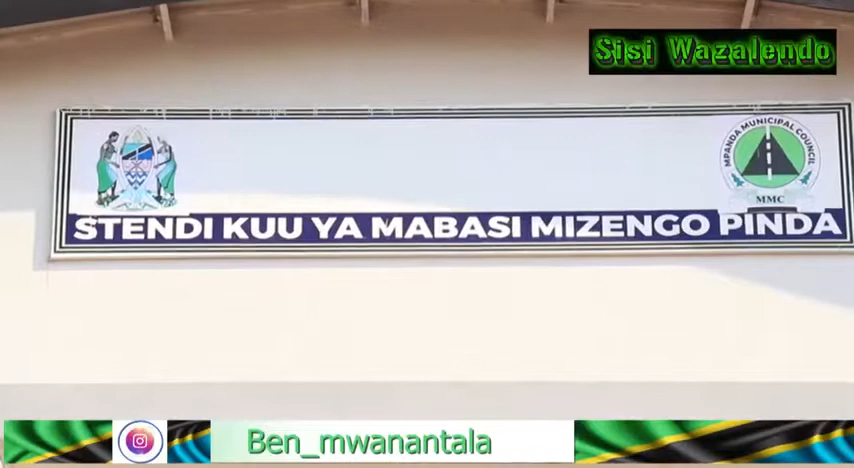 Sisi Wazalendo
MPANDA MUNICIPAL COUNCIL
MMC
STENDI KUU YA MABASI MIZENGO PINDA
Ben_mwanantala